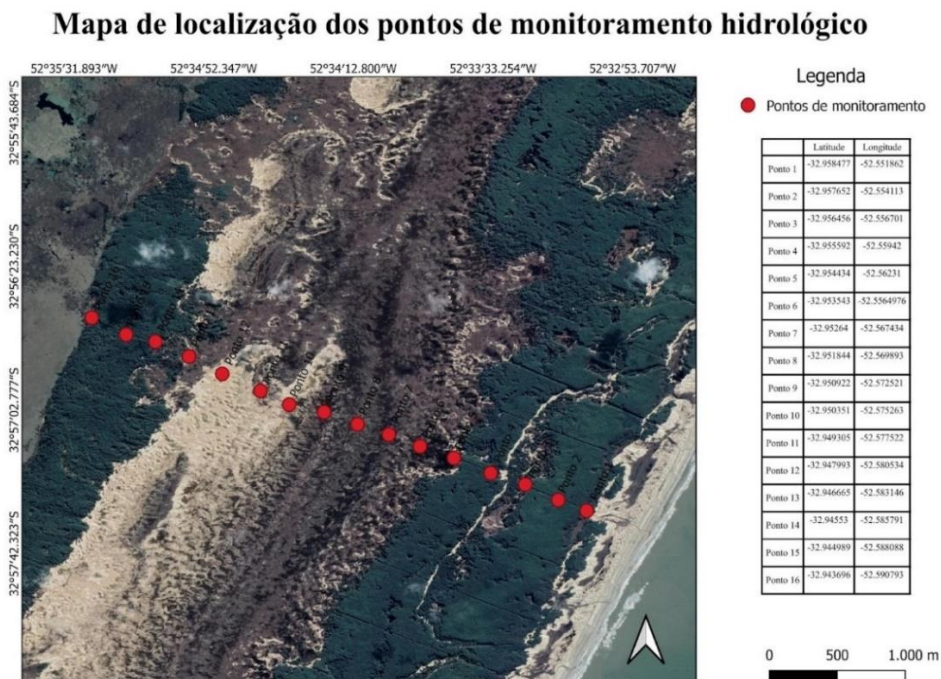 Mapa de localização dos pontos de monitoramento hidrológico
52°35'31.893"W 52°34'52.347"W 52°34'12.800"W 52°33'33.254"W 52°32'53.707"W
32°55'43.684"S
32°56'23.230"S
32°57'02.777"S
32°57'42.323"S
Ponto
Ponto
Ponto
Legenda
Pontos de monitoramento
Latitude Longitude
Ponto 1 -32.958477 -52.551862
Ponto 2 -32.957652 -52.554113
Ponto 3 -32.956456 -52.556701
Ponto 4 -32.955592 -52.55942
Ponto 5 -32.954434 -52.56231
Ponto 6 -32.953543 -52.5564976
Ponto 7 -32.95264 -52.567434
Ponto 8 -32.951844 -52.569893
Ponto 9 -32.950922 -52.572521
Ponto 10 -32.950351 -52.575263
Ponto 11 -32.949305 -52.577522
Ponto 12 -32.947993 -52.580534
Ponto 13 -32.946665 -52.583146
Ponto 14 -32.94553 -52.585791
Ponto 15 -32.944989 -52.588088
Ponto 16 -32.943696 -52.590793
0 500 1.000 m